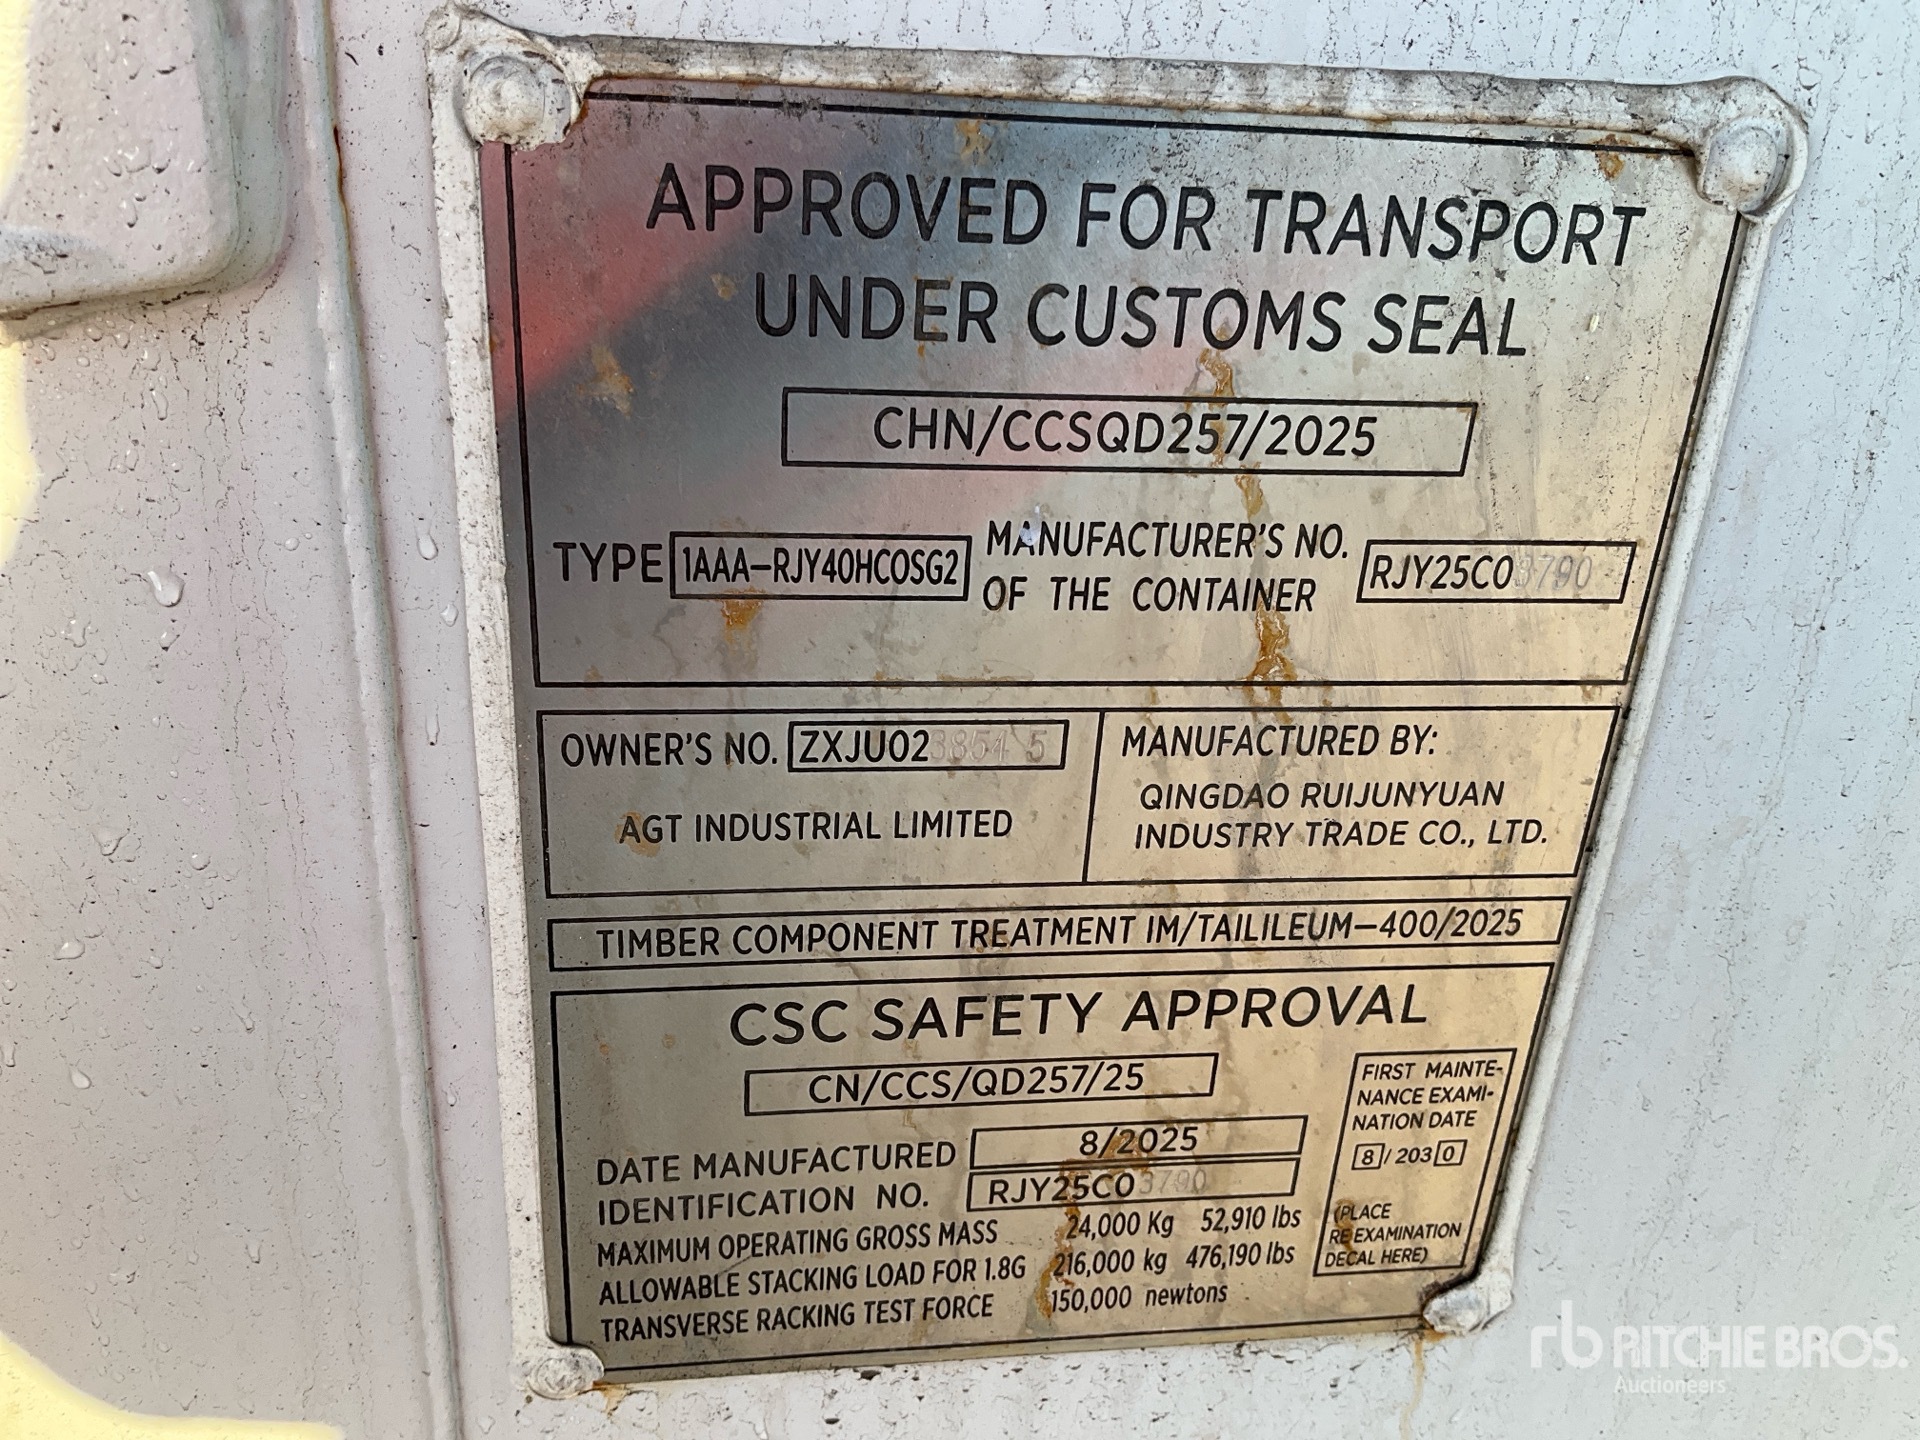 APPROVED FOR TRANSPORT
UNDER CUSTOMS SEAL
CHN/CCSQD257/2025
TYPE 1AAA-RJY40HCOSG2 MANUFACTURER'S NO. OF THE CONTAINER RJY25C03790
OWNER'S NO. ZXJU023854 5
AGT INDUSTRIAL LIMITED
MANUFACTURED BY:
QINGDAO RUIJUNYUAN
INDUSTRY TRADE CO., LTD.
TIMBER COMPONENT TREATMENT IM/TAILILEUM-400/2025
CSC SAFETY APPROVAL
CN/CCS/QD257/25
DATE MANUFACTURED 8/2025
IDENTIFICATION NO. RJY25C03790
MAXIMUM OPERATING GROSS MASS 24,000 Kg 52,910 lbs
ALLOWABLE STACKING LOAD FOR 1.8G 216,000 kg 476,190 lbs
TRANSVERSE RACKING TEST FORCE 150,000 newtons
FIRST MAINTE-
NANCE EXAMI-
NATION DATE
8/2030
(PLACE
RE EXAMINATION
DECAL HERE)
rb RITCHIE BROS.
Auctioneers